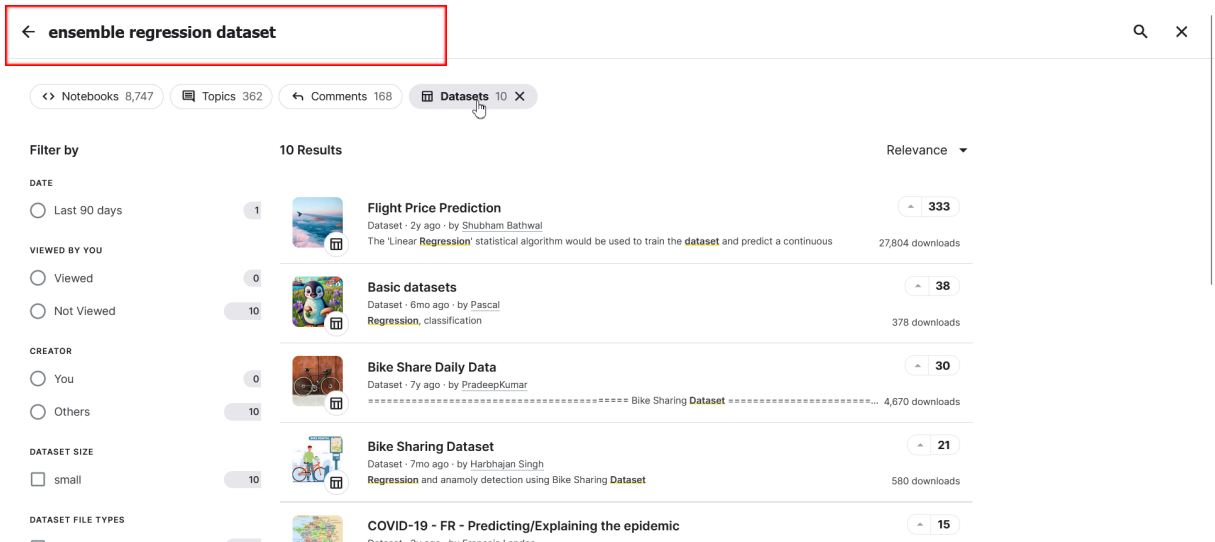 ensemble regression dataset
Notebooks 8,747
Topics 362
Comments 168
Datasets 10
Filter by
10 Results
Relevance
DATE
Last 90 days 1
VIEWED BY YOU
Viewed 0
Not Viewed 10
CREATOR
You 0
Others 10
DATASET SIZE
small 10
DATASET FILE TYPES
Flight Price Prediction
333
Dataset · 2y ago · by Shubham Bathwal
The 'Linear Regression' statistical algorithm would be used to train the dataset and predict a continuous
27,804 downloads
Basic datasets
38
Dataset · 6mo ago · by Pascal
Regression, classification
378 downloads
Bike Share Daily Data
30
Dataset · 7y ago · by PradeepKumar
========================================= Bike Sharing Dataset =======================...
4,670 downloads
Bike Sharing Dataset
21
Dataset · 7mo ago · by Harbhajan Singh
Regression and anamoly detection using Bike Sharing Dataset
580 downloads
COVID-19 - FR - Predicting/Explaining the epidemic
15